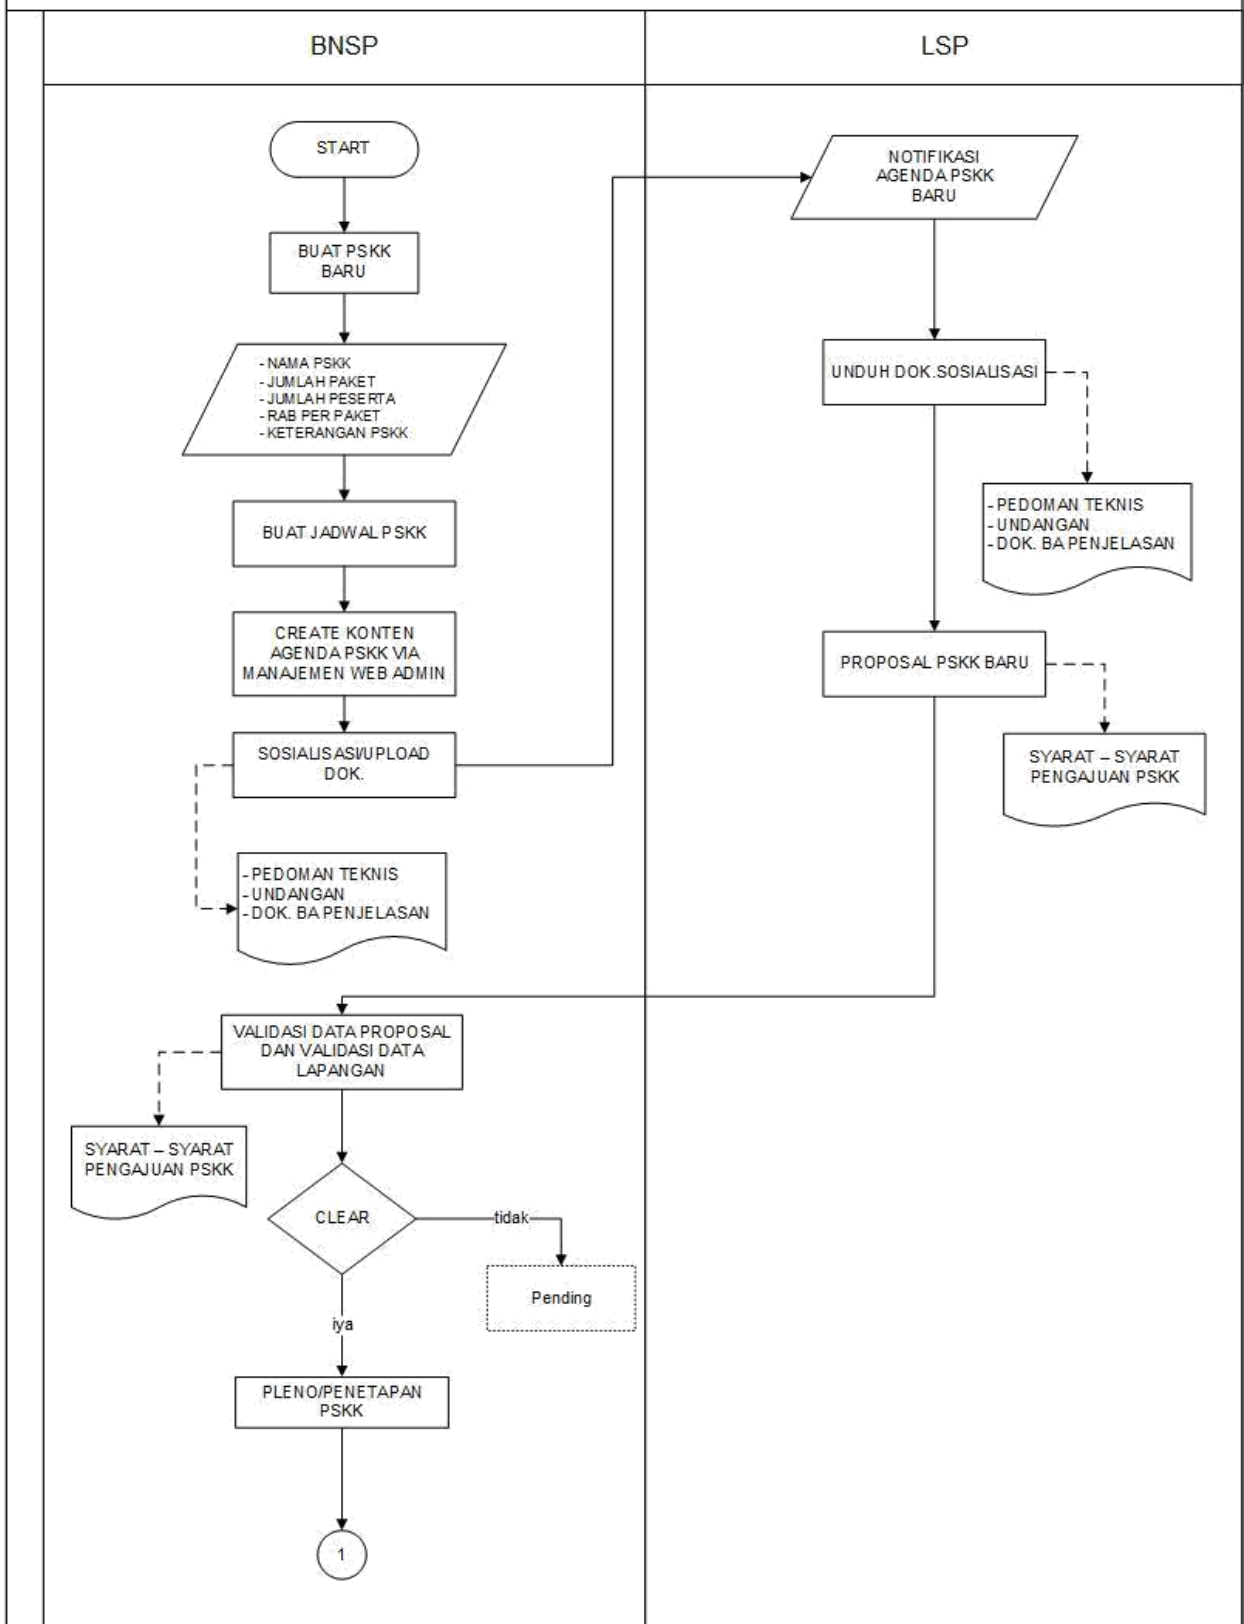 BNSP
LSP
START
BUAT PSKK
BARU
- NAMA PSKK
- JUMLAH PAKET
- JUMLAH PESERTA
- RAB PER PAKET
- KETERANGAN PSKK
BUAT JADWAL PSKK
CREATE KONTEN
AGENDA PSKK VIA
MANAJEMEN WEB ADMIN
SOSIALISASI/UPLOAD
DOK.
- PEDOMAN TEKNIS
- UNDANGAN
- DOK. BA PENJELASAN
NOTIFIKASI
AGENDA PSKK
BARU
UNDUH DOK.SOSIALISASI
- PEDOMAN TEKNIS
- UNDANGAN
- DOK. BA PENJELASAN
PROPOSAL PSKK BARU
SYARAT – SYARAT
PENGAJUAN PSKK
VALIDASI DATA PROPOSAL
DAN VALIDASI DATA
LAPANGAN
SYARAT – SYARAT
PENGAJUAN PSKK
CLEAR
tidak
Pending
iya
PLENO/PENETAPAN
PSKK
1